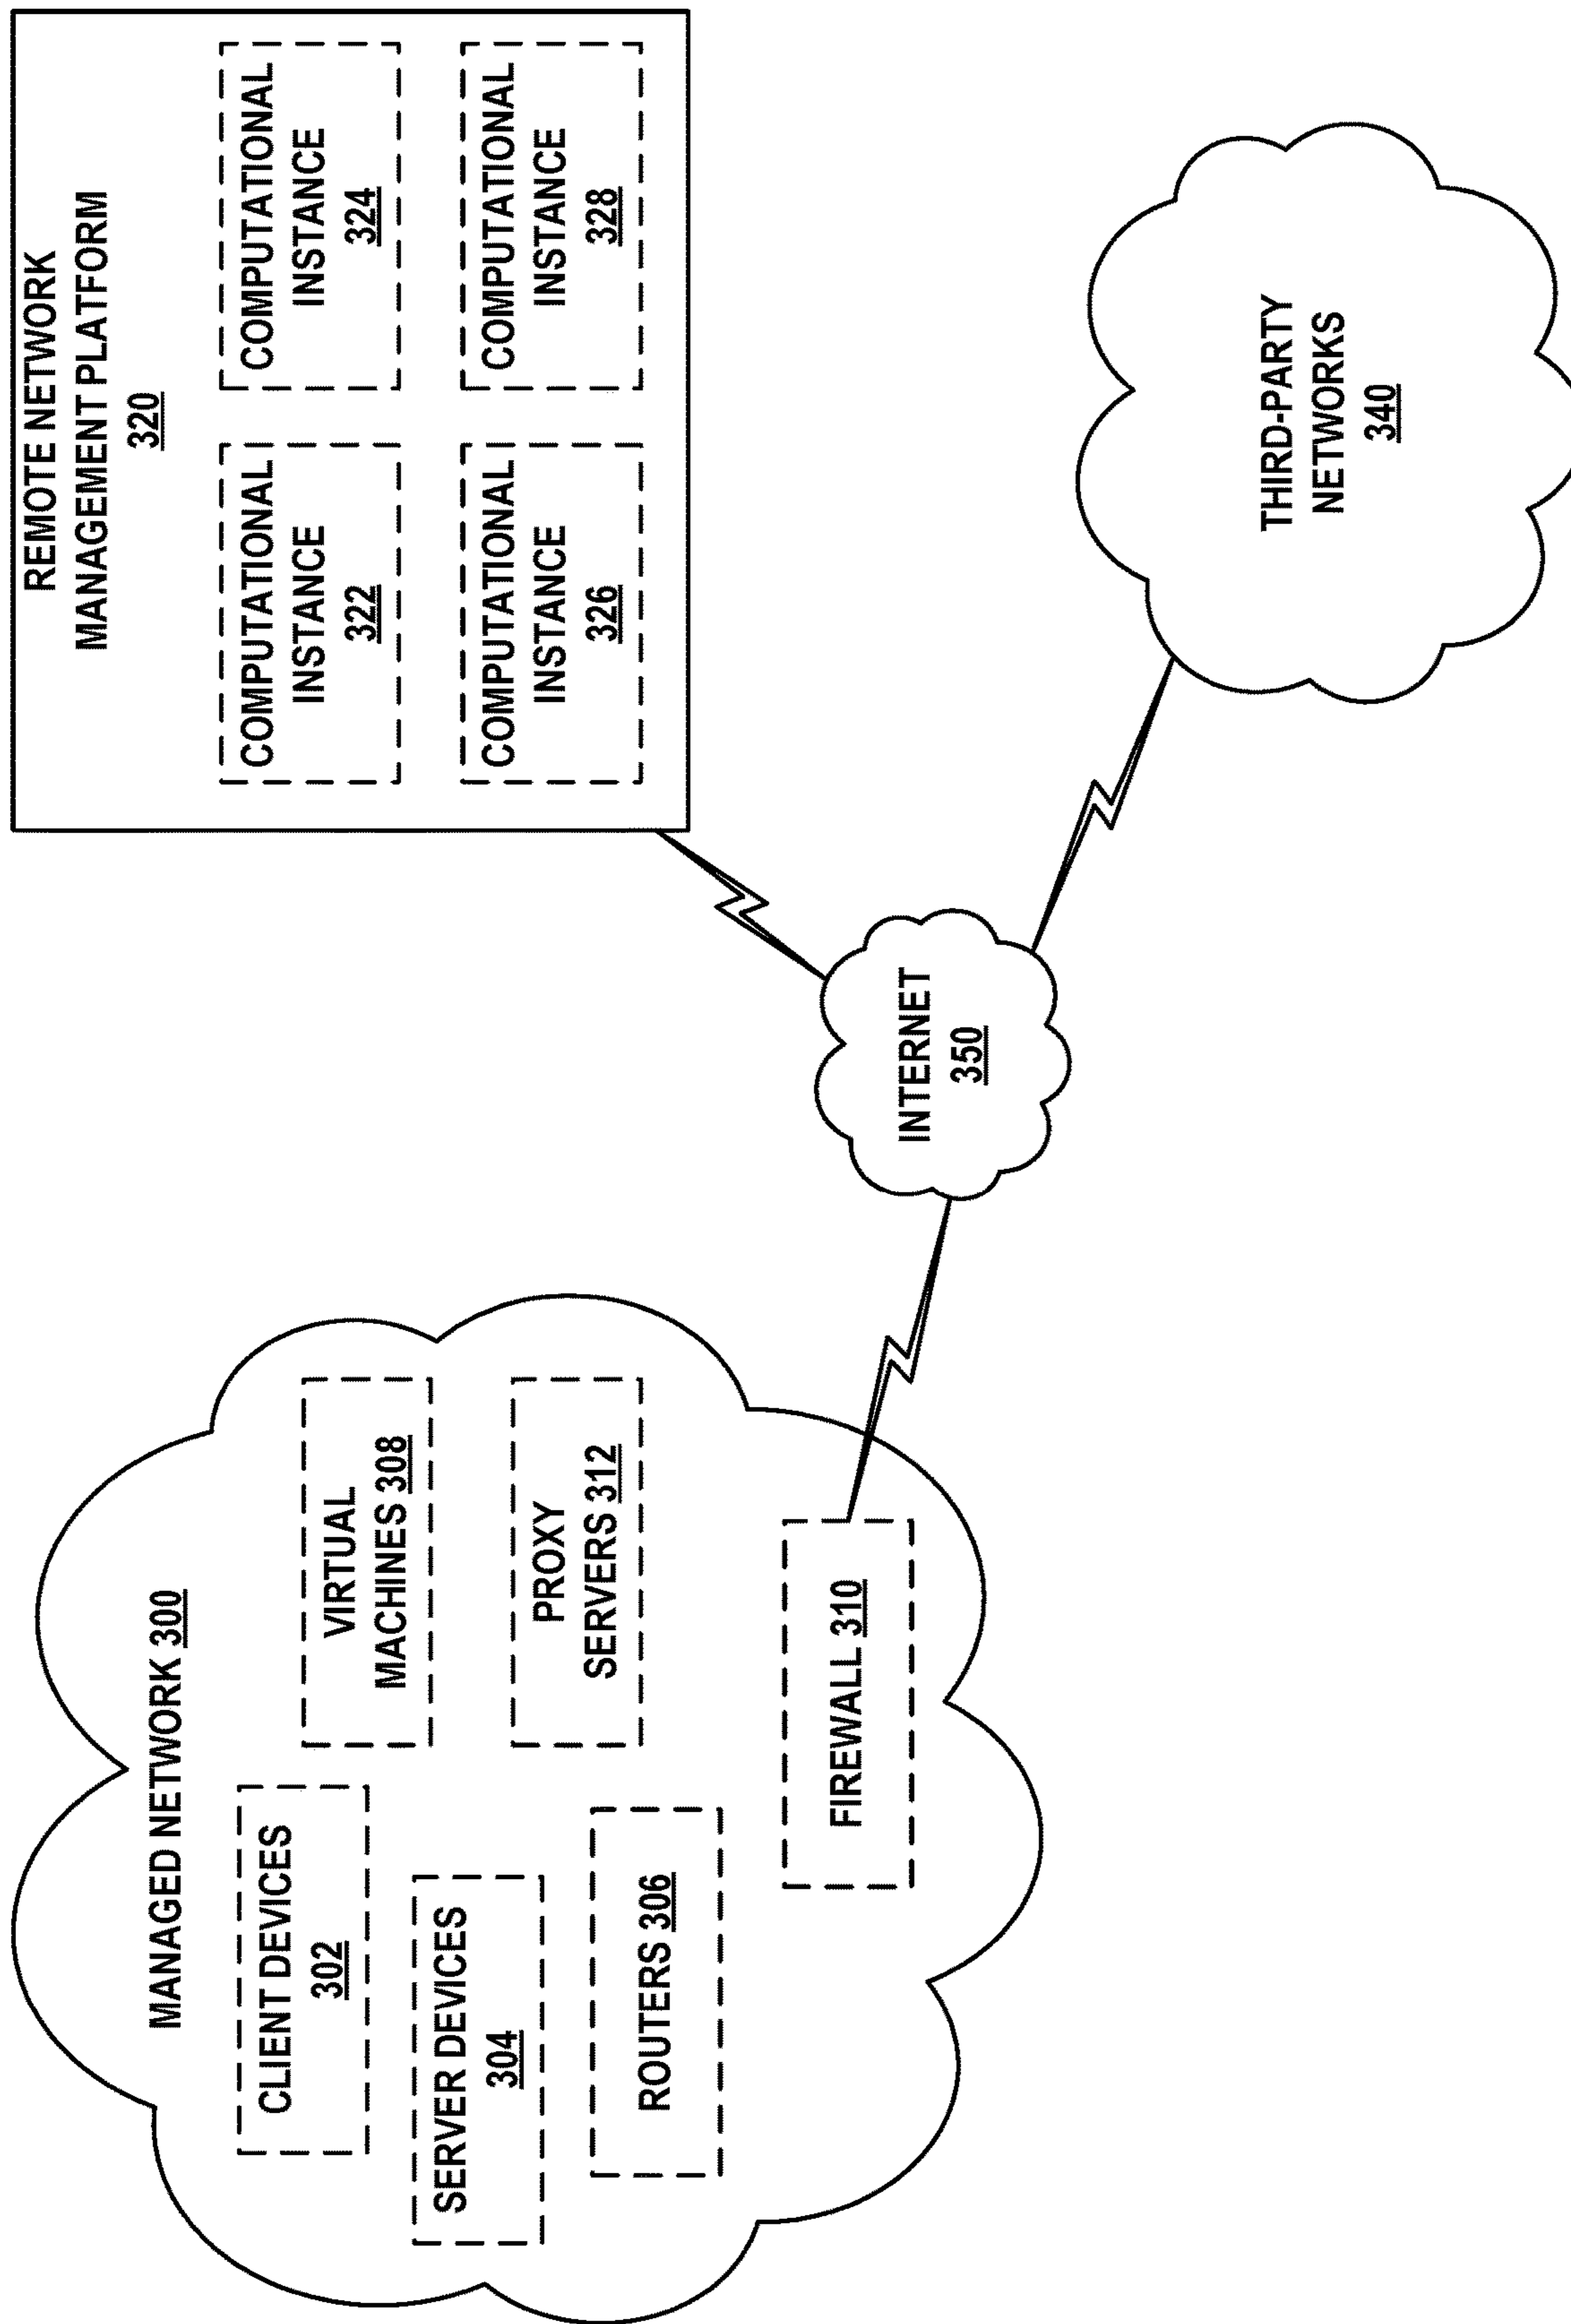 MANAGED NETWORK 300
CLIENT DEVICES
302
SERVER DEVICES
304
ROUTERS 306
VIRTUAL
MACHINES 308
PROXY
SERVERS 312
FIREWALL 310
INTERNET
350
REMOTE NETWORK
MANAGEMENT PLATFORM
320
COMPUTATIONAL
INSTANCE
322
COMPUTATIONAL
INSTANCE
324
COMPUTATIONAL
INSTANCE
326
COMPUTATIONAL
INSTANCE
328
THIRD-PARTY
NETWORKS
340